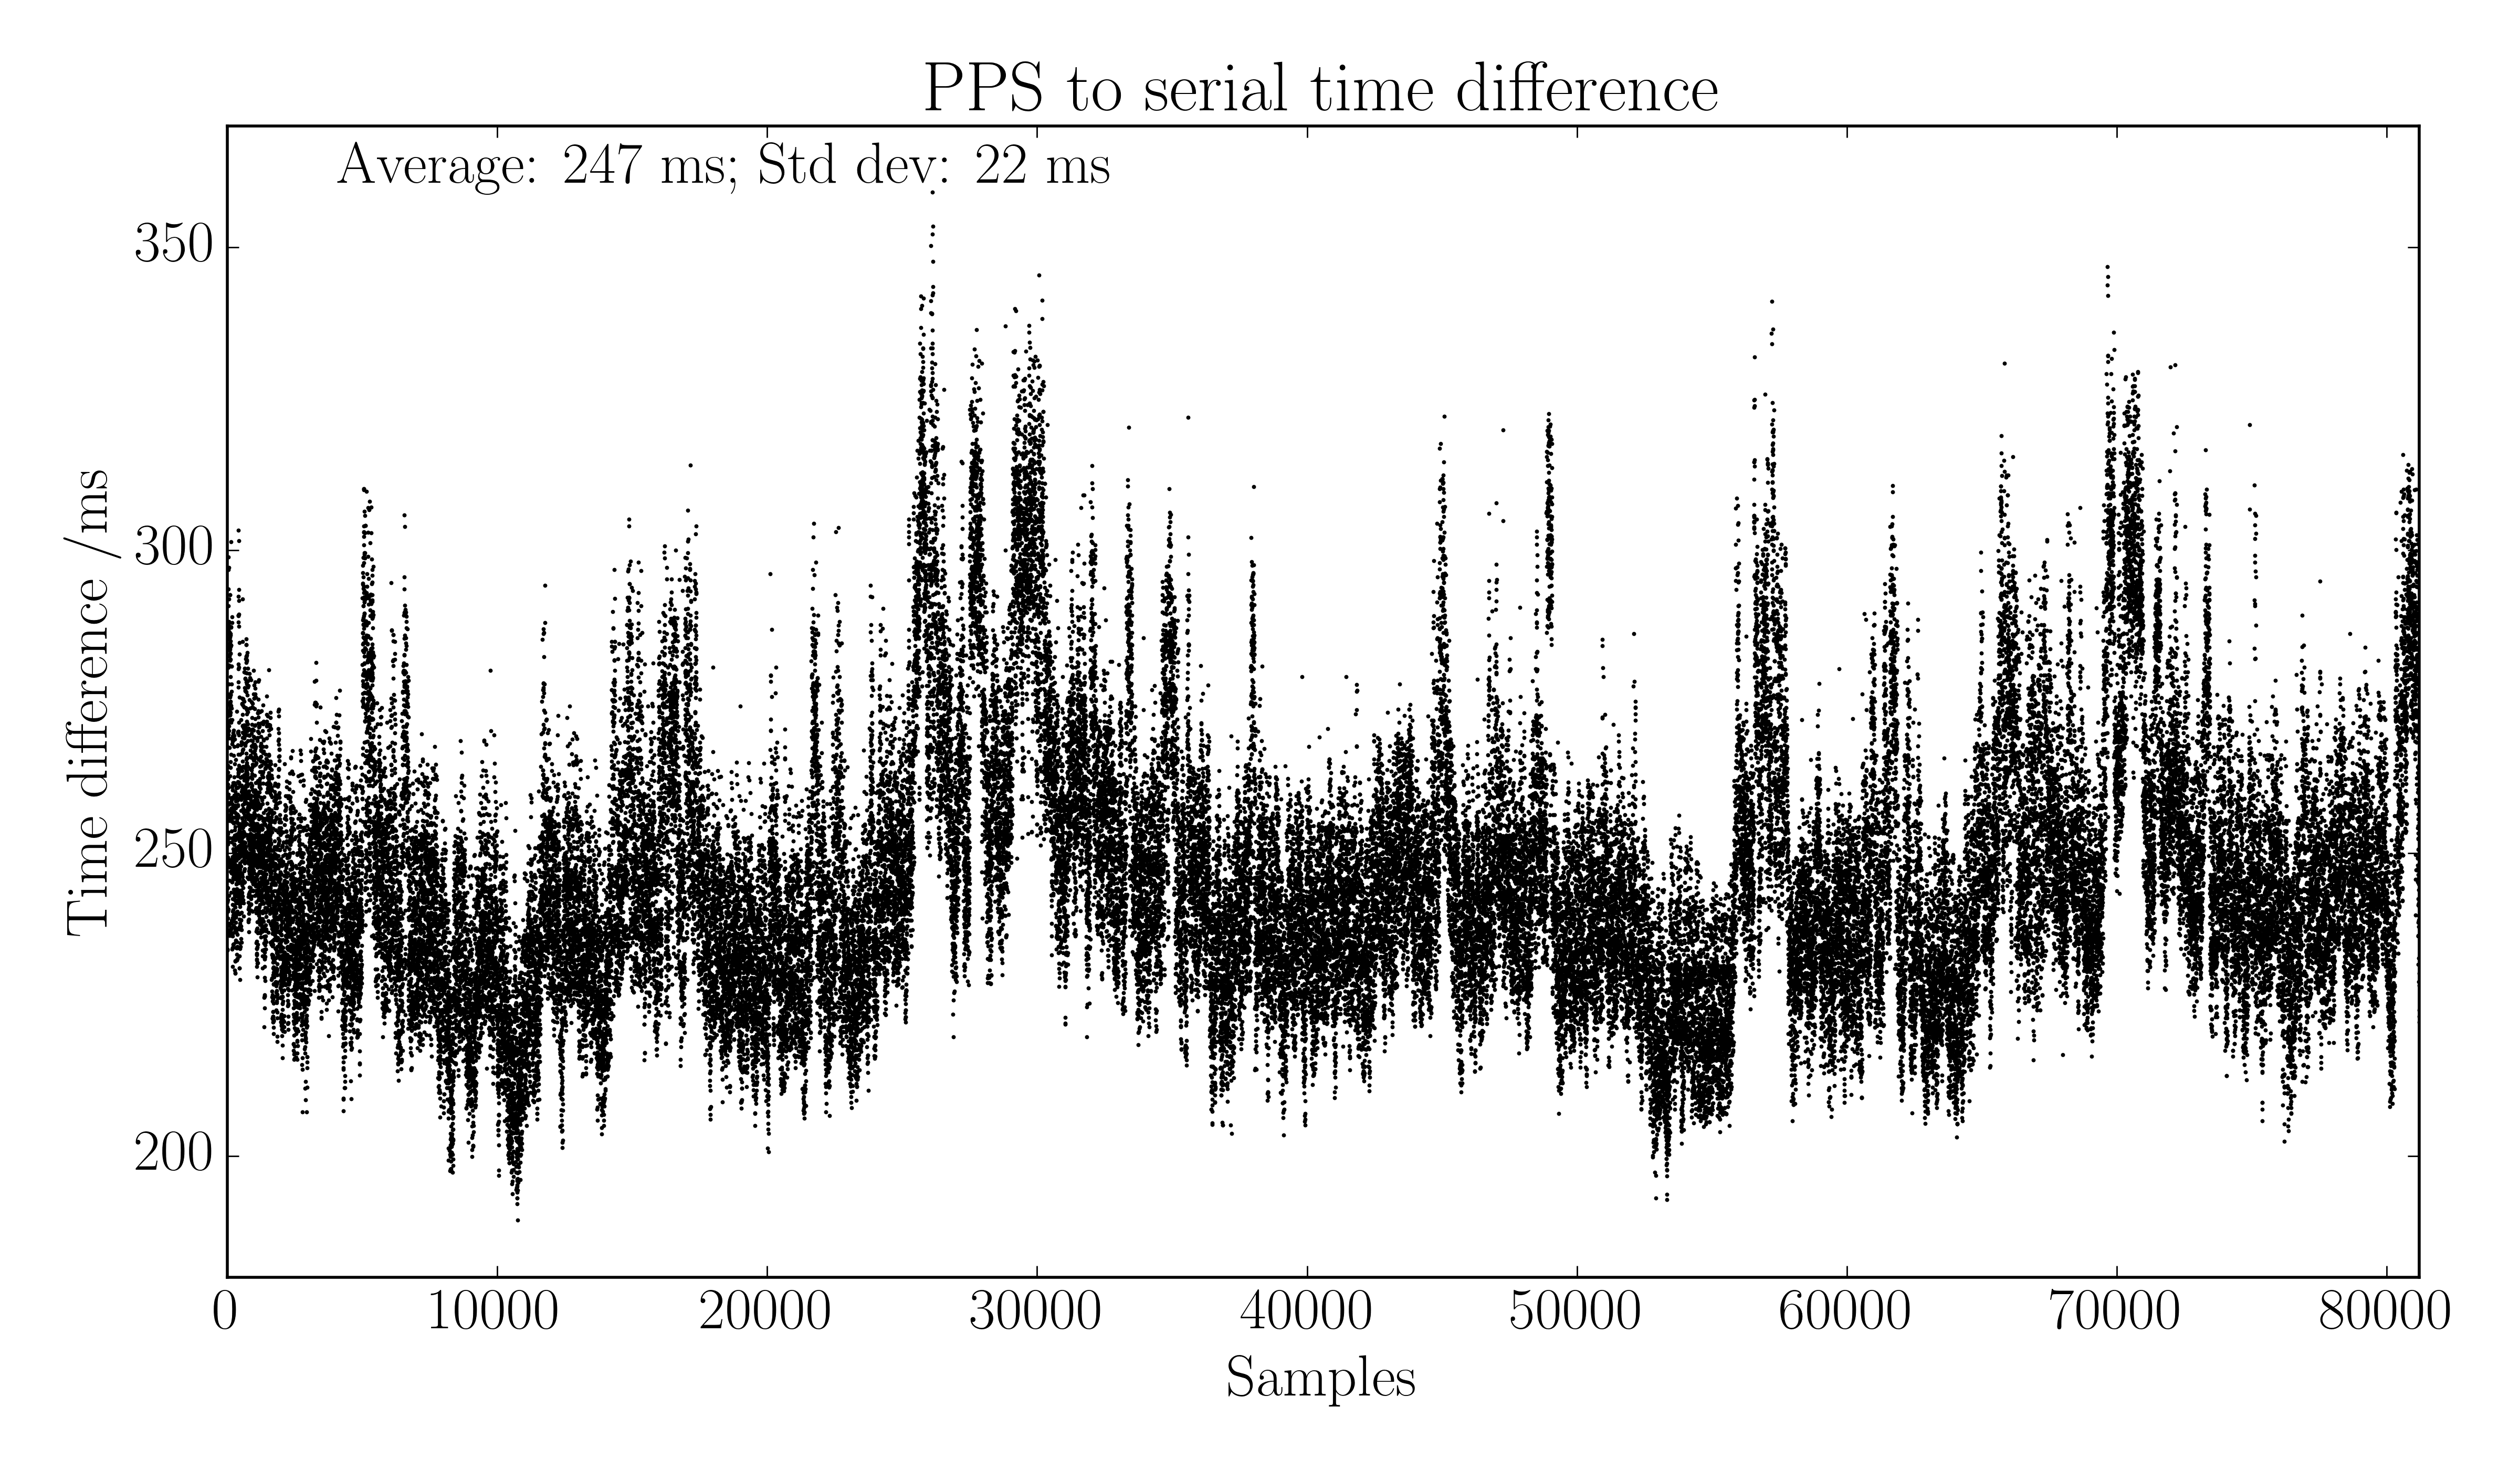 PPS to serial time difference
Average: 247 ms; Std dev: 22 ms
Time difference /ms
350
300
250
200
0 10000 20000 30000 40000 50000 60000 70000 80000
Samples